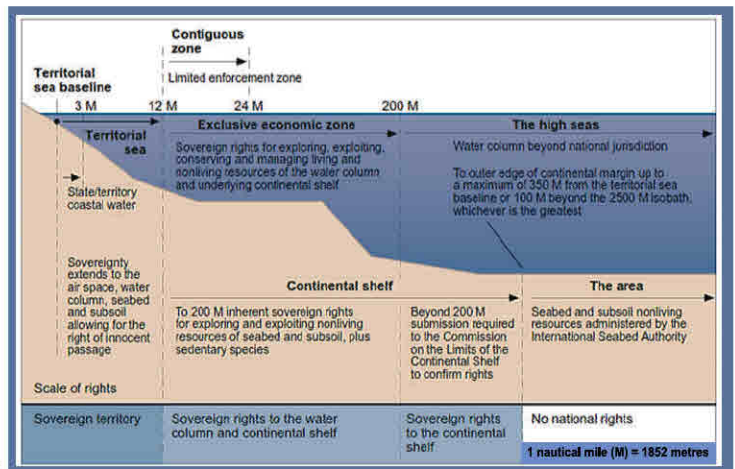 Contiguous
zone
Limited enforcement zone
Territorial
sea baseline
3 M
12 M
24 M
200 M
Territorial
sea
Exclusive economic zone
Sovereign rights for exploring, exploiting,
conserving and managing living and
nonliving resources of the water column
and underlying continental shelf
The high seas
Water column beyond national jurisdiction
To outer edge of continental margin up to
a maximum of 350 M from the territorial sea
baseline or 100 M beyond the 2500 M isobath,
whichever is the greatest
State/territory
coastal water
Sovereignty
extends to the
air space, water
column, seabed
and subsoil
allowing for the
right of innocent
passage
Continental shelf
To 200 M inherent sovereign rights
for exploring and exploiting nonliving
resources of seabed and subsoil, plus
sedentary species
Beyond 200 M
submission required
to the Commission
on the Limits of the
Continental Shelf
to confirm rights
The area
Seabed and subsoil nonliving
resources administered by the
International Seabed Authority
Scale of rights
Sovereign territory
Sovereign rights to the water
column and continental shelf
Sovereign rights
to the continental
shelf
No national rights
1 nautical mile (M) = 1852 metres